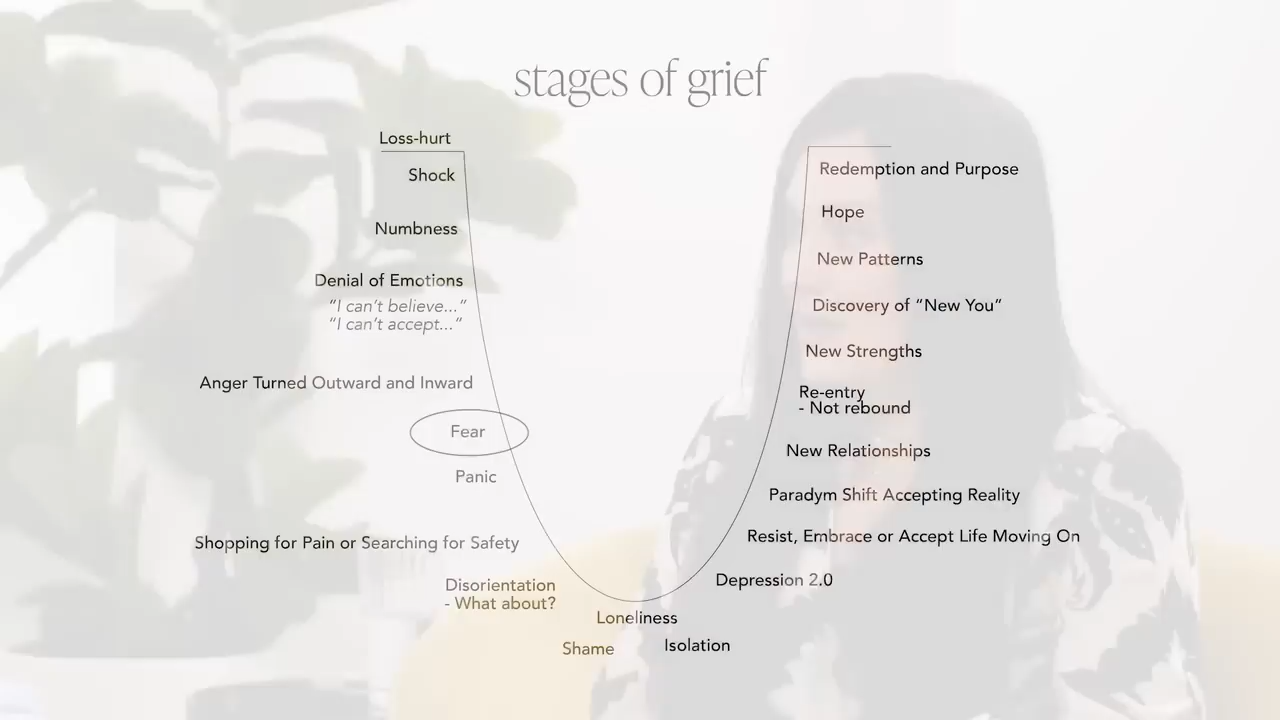 stages of grief
Loss-hurt
Shock
Numbness
Denial of Emotions
“I can’t believe...”
“I can’t accept...”
Anger Turned Outward and Inward
Fear
Panic
Shopping for Pain or Searching for Safety
Disorientation
- What about?
Loneliness
Shame
Isolation
Depression 2.0
Resist, Embrace or Accept Life Moving On
Paradym Shift Accepting Reality
New Relationships
Re-entry
- Not rebound
New Strengths
Discovery of “New You”
New Patterns
Hope
Redemption and Purpose